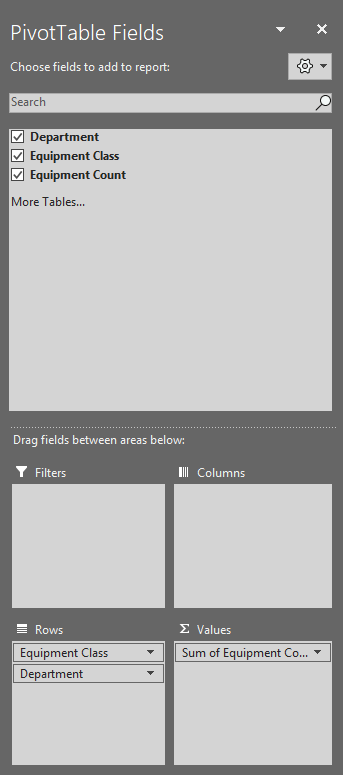 PivotTable Fields
Choose fields to add to report:
Search
Department
Equipment Class
Equipment Count
More Tables...
Drag fields between areas below:
Filters
Columns
Rows
Values
Equipment Class
Sum of Equipment Co...
Department